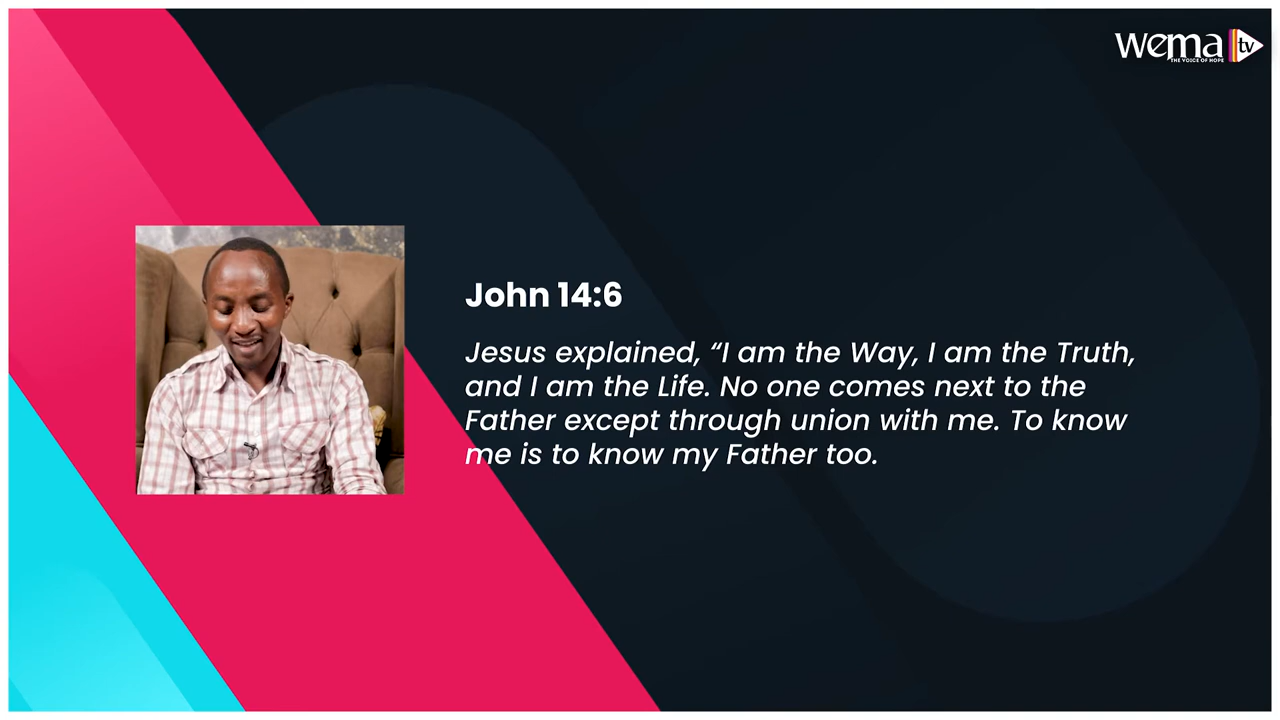 wema tv
THE VOICE OF HOPE
John 14:6
Jesus explained, “I am the Way, I am the Truth,
and I am the Life. No one comes next to the
Father except through union with me. To know
me is to know my Father too.